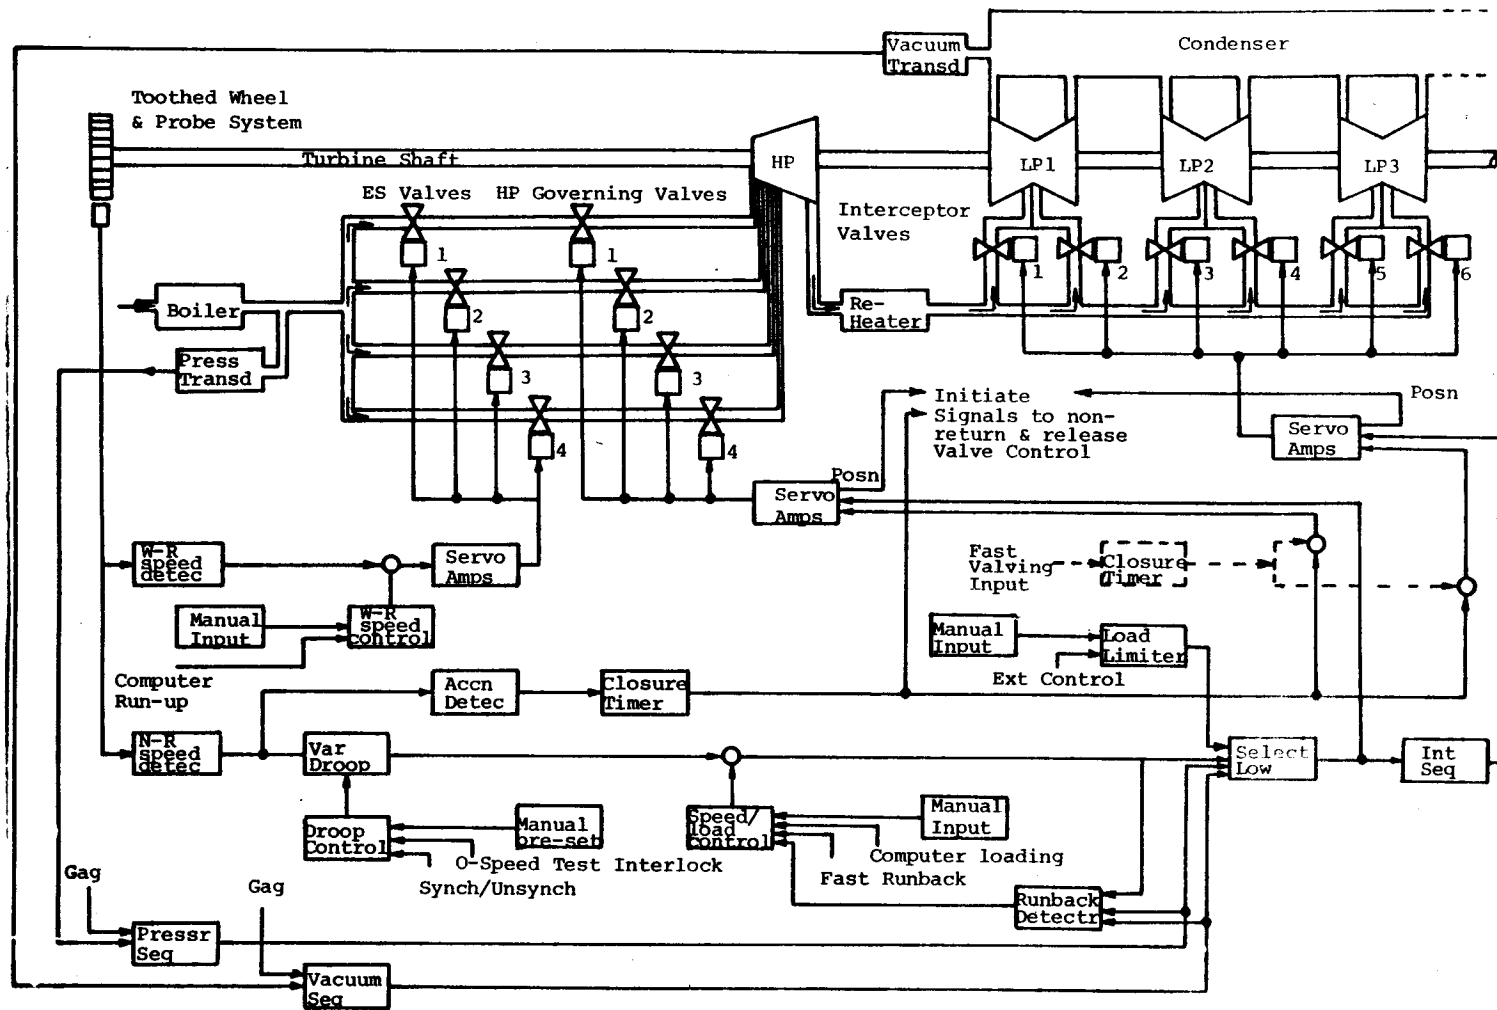 Vacuum
Transd
Condenser
Toothed Wheel
& Probe System
Turbine Shaft
HP
LP1
LP2
LP3
ES Valves
HP Governing Valves
Interceptor
Valves
1
1
1
2
3
4
5
6
Boiler
2
2
Re-
Heater
Press
Transd
3
3
Initiate
Signals to non-
return & release
Valve Control
Posn
Servo
Amps
4
4
Posn
Servo
Amps
W-R
speed
detec
Servo
Amps
Fast
Valving
Input
Closure
Timer
Manual
Input
W-R
speed
control
Manual
Input
Load
Limiter
Computer
Run-up
Accn
Detec
Closure
Timer
Ext Control
N-R
speed
detec
Var
Droop
Select
Low
Int
Seq
Droop
Control
Manual
pre-set
Speed/
load
control
Manual
Input
O-Speed Test Interlock
Computer loading
Synch/Unsynch
Fast Runback
Gag
Gag
Runback
Detectr
Pressr
Seq
Vacuum
Seq